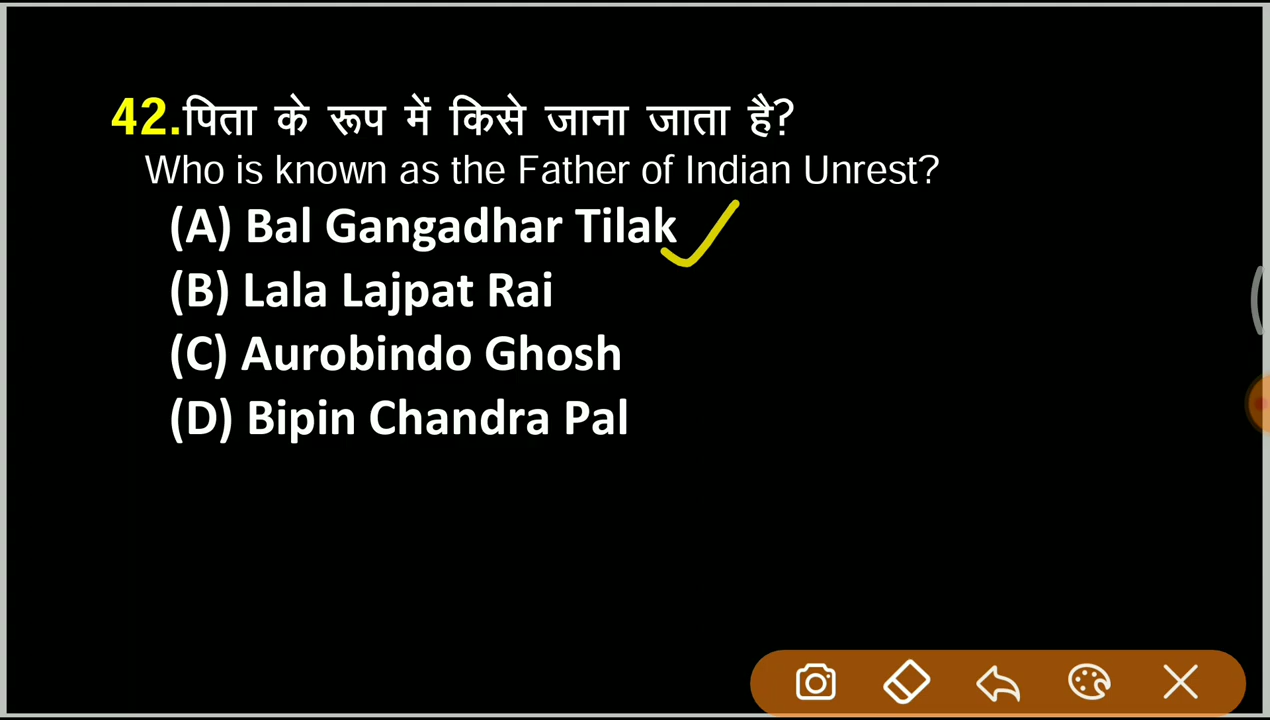 42.पिता के रूप में किसे जाना जाता है?
Who is known as the Father of Indian Unrest?
(A) Bal Gangadhar Tilak
(B) Lala Lajpat Rai
(C) Aurobindo Ghosh
(D) Bipin Chandra Pal